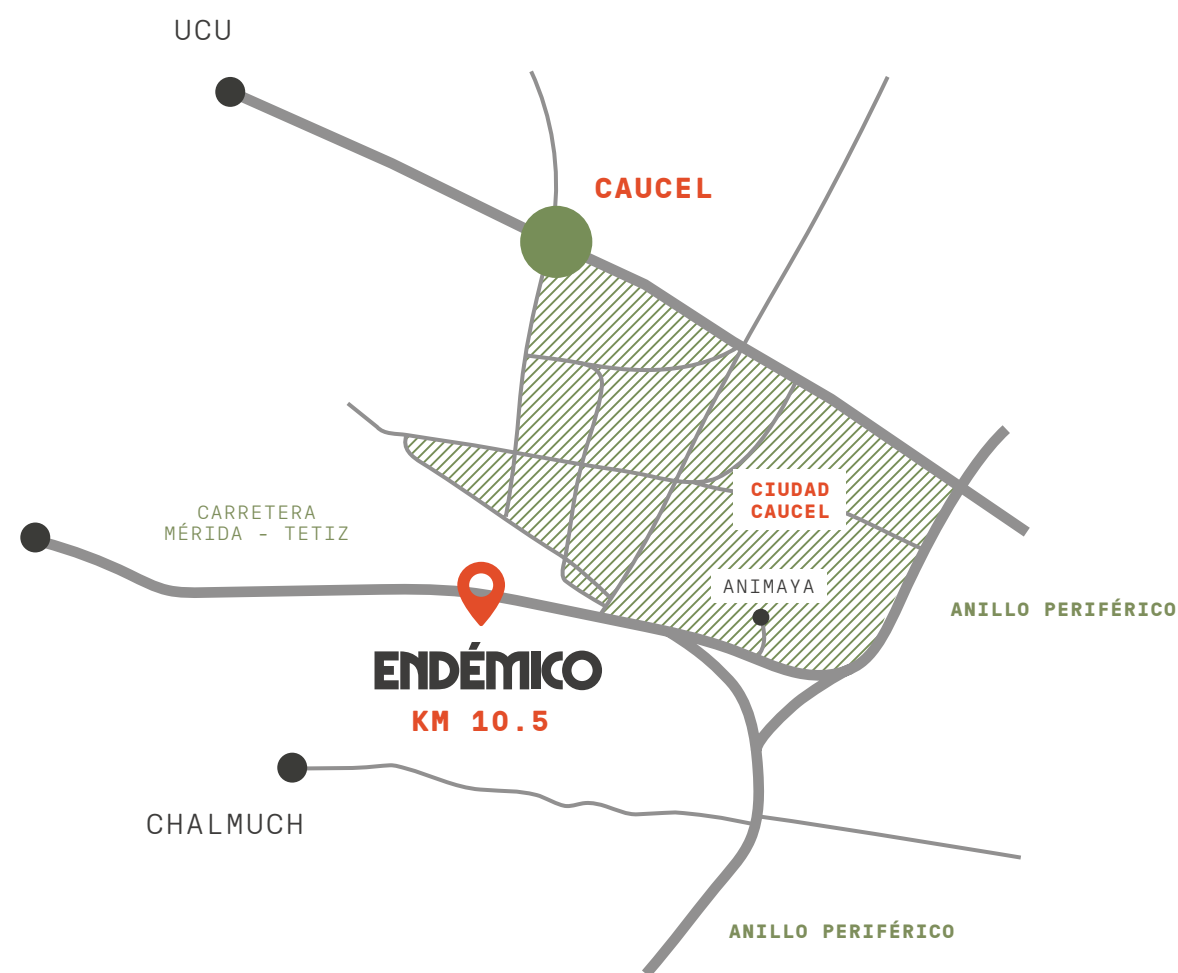 UCU
CAUCEL
CIUDAD
CAUCEL
CARRETERA
MÉRIDA - TETIZ
ANIMAYA
ANILLO PERIFÉRICO
ENDÉMICO
KM 10.5
CHALMUCH
ANILLO PERIFÉRICO